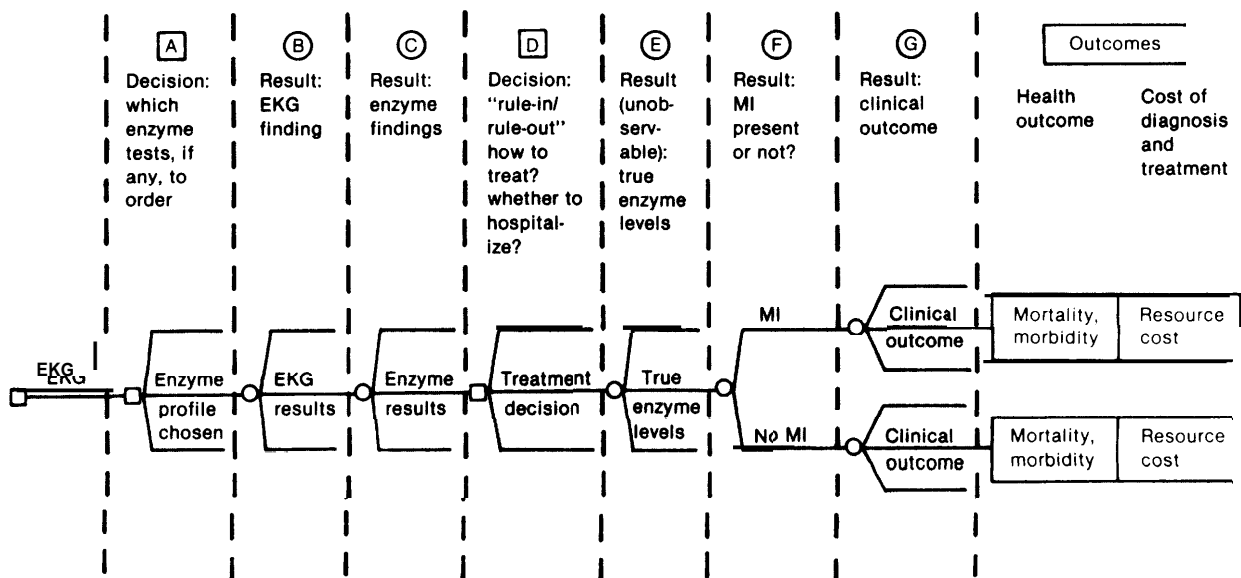 A
Decision:
which
enzyme
tests, if
any, to
order
B
Result:
EKG
finding
C
Result:
enzyme
findings
D
Decision:
"rule-in/
rule-out"
how to
treat?
whether to
hospital-
ize?
E
Result
(unob-
serv-
able):
true
enzyme
levels
F
Result:
MI
present
or not?
G
Result:
clinical
outcome
Outcomes
Health
outcome
Cost of
diagnosis
and
treatment
EKG
EKG
Enzyme
profile
chosen
EKG
results
Enzyme
results
Treatment
decision
True
enzyme
levels
MI
No MI
Clinical
outcome
Mortality,
morbidity
Resource
cost
Clinical
outcome
Mortality,
morbidity
Resource
cost